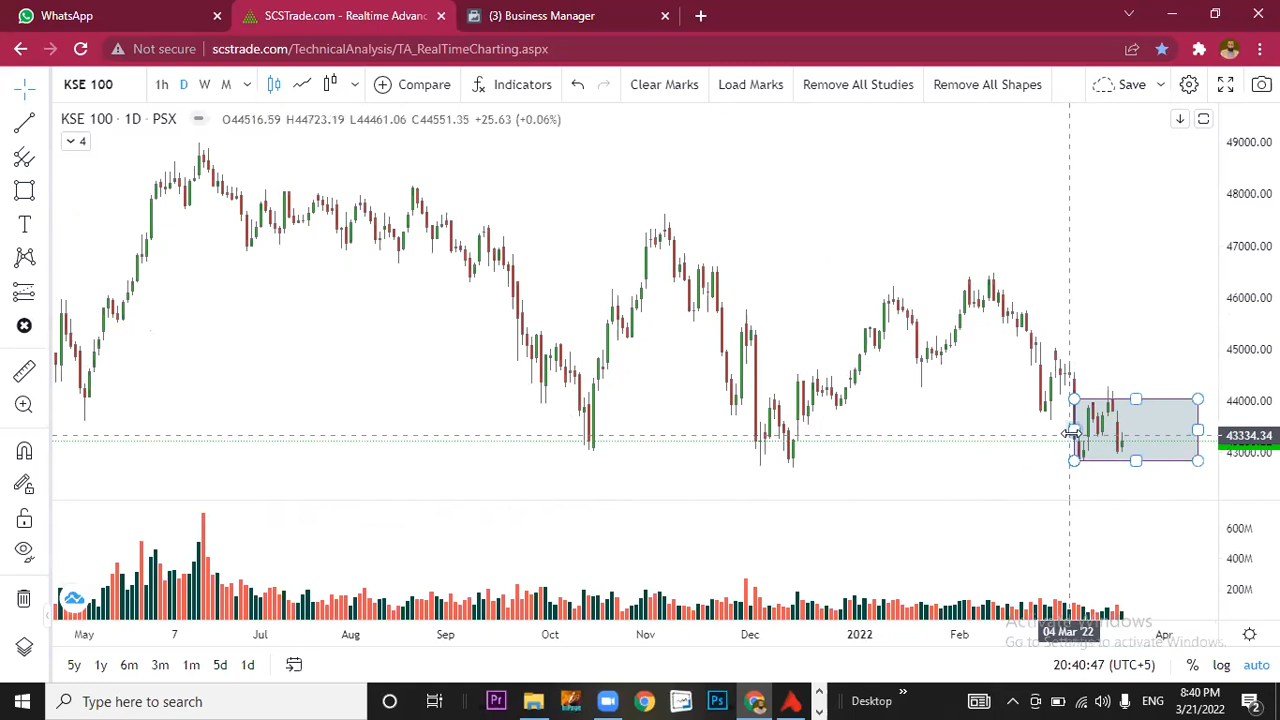 WhatsApp
SCSTrade.com - Realtime Advanc
(3) Business Manager
Not secure
scstrade.com/TechnicalAnalysis/TA_RealTimeCharting.aspx
KSE 100
1h D W M
Compare
Indicators
Clear Marks
Load Marks
Remove All Studies
Remove All Shapes
Save
KSE 100 · 1D · PSX
O44516.59 H44723.19 L44461.06 C44551.35 +25.63 (+0.06%)
4
49000.00
48000.00
47000.00
46000.00
45000.00
44000.00
43334.34
43000.00
600M
400M
200M
May 7 Jul Aug Sep Oct Nov Dec 2022 Feb Apr
04 Mar '22
Activate Windows
Go to Settings to activate Windows.
5y 1y 6m 3m 1m 5d 1d
20:40:47 (UTC+5)
% log auto
Type here to search
Desktop
ENG
8:40 PM
3/21/2022
2